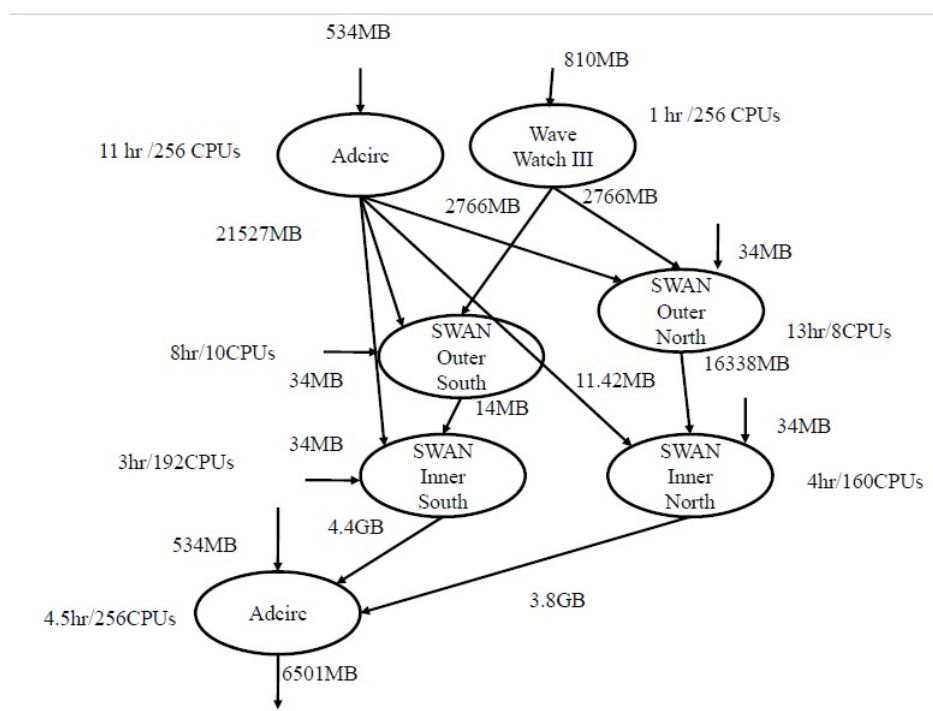 534MB
810MB
1 hr /256 CPUs
Wave
Watch III
11 hr /256 CPUs
Adcirc
2766MB
2766MB
21527MB
34MB
SWAN
Outer
North
13hr/8CPUs
SWAN
Outer
South
8hr/10CPUs
34MB
11.42MB
16338MB
14MB
34MB
34MB
SWAN
Inner
South
SWAN
Inner
North
3hr/192CPUs
4hr/160CPUs
4.4GB
534MB
3.8GB
Adcirc
4.5hr/256CPUs
6501MB